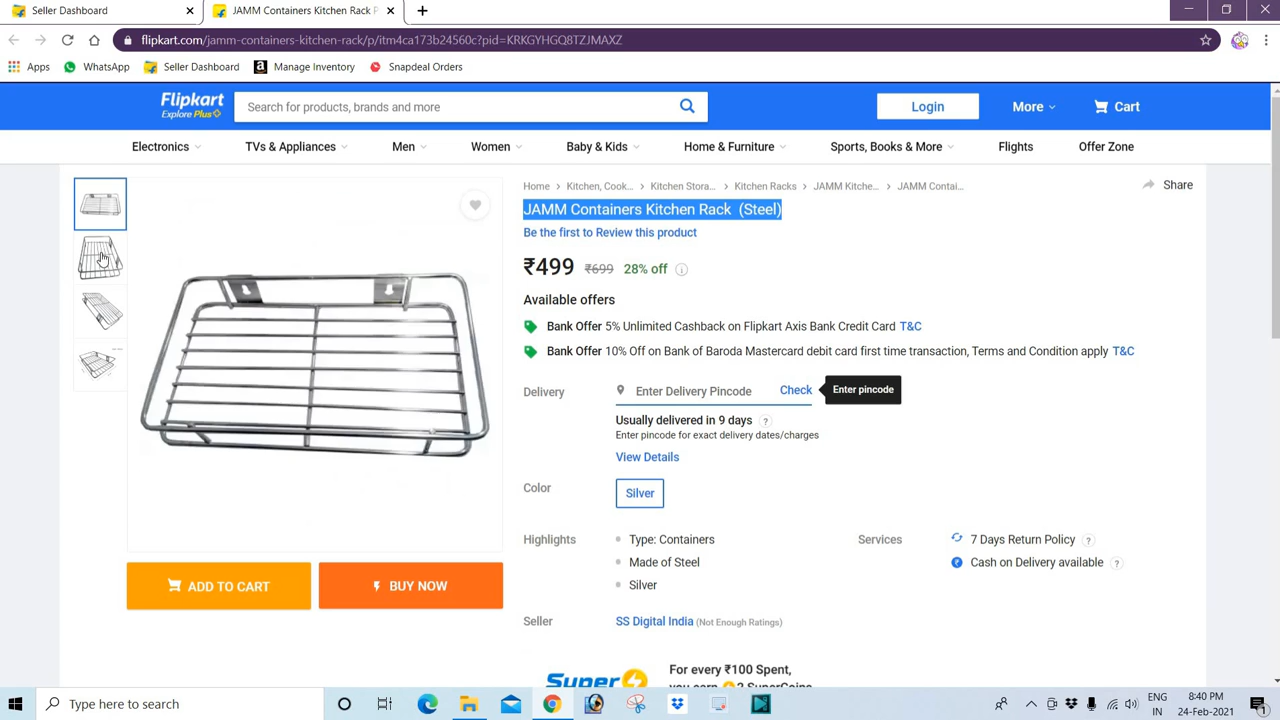 Seller Dashboard
JAMM Containers Kitchen Rack P
flipkart.com/jamm-containers-kitchen-rack/p/itm4ca173b24560c?pid=KRKGYHGQ8TZJMAXZ
Apps WhatsApp Seller Dashboard Manage Inventory Snapdeal Orders
Flipkart
Explore Plus
Search for products, brands and more
Login More Cart
Electronics TVs & Appliances Men Women Baby & Kids Home & Furniture Sports, Books & More Flights Offer Zone
Home Kitchen, Cook... Kitchen Stora... Kitchen Racks JAMM Kitche... JAMM Contai...
Share
JAMM Containers Kitchen Rack (Steel)
Be the first to Review this product
₹499 ₹699 28% off
Available offers
Bank Offer 5% Unlimited Cashback on Flipkart Axis Bank Credit Card T&C
Bank Offer 10% Off on Bank of Baroda Mastercard debit card first time transaction, Terms and Condition apply T&C
Delivery Enter Delivery Pincode Check Enter pincode
Usually delivered in 9 days ?
Enter pincode for exact delivery dates/charges
View Details
Color Silver
Highlights Type: Containers
Made of Steel
Silver
Services 7 Days Return Policy ?
Cash on Delivery available ?
ADD TO CART BUY NOW
Seller SS Digital India (Not Enough Ratings)
Super
For every ₹100 Spent,
you earn 2 SuperCoins
Type here to search
ENG
IN
8:40 PM
24-Feb-2021